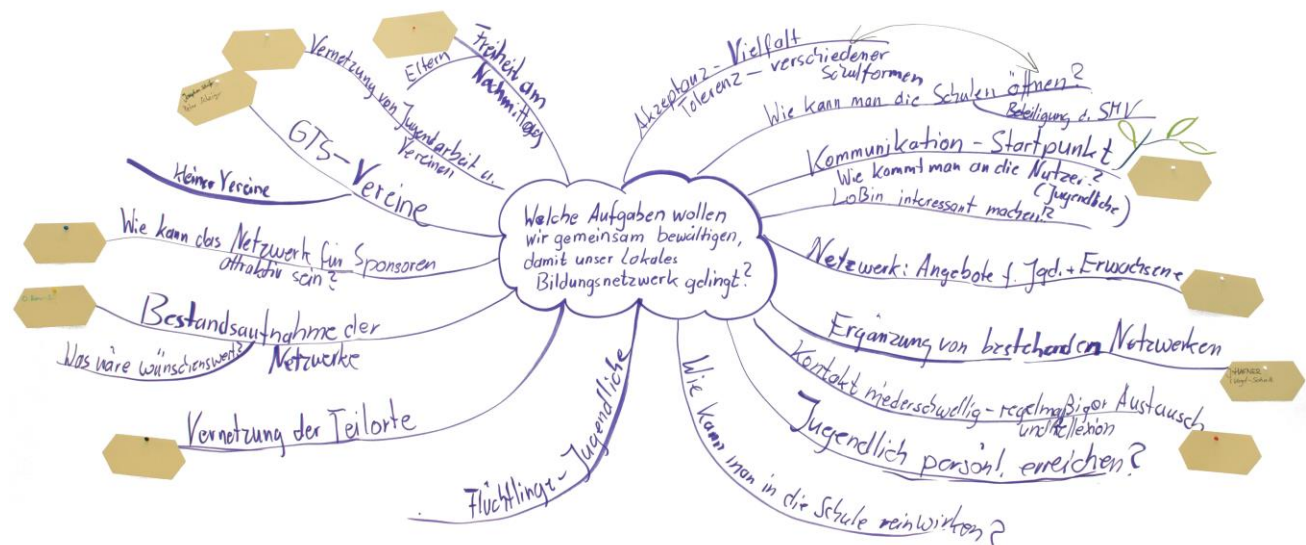 Welche Aufgaben wollen
wir gemeinsam bewältigen,
damit unser Lokales
Bildungsnetzwerk gelingt?
Akzeptanz – Vielfalt
Toleranz – verschiedener
Schulformen
Wie kann man die Schulen öffnen?
Beteiligung d. SMV
Kommunikation – Startpunkt
Wie kommt man an die Nutzer?
(Jugendliche)
LoBin interessant machen!?
Netzwerk: Angebote f. Jgd. + Erwachsene
Ergänzung von bestehenden Netzwerken
HAFNER
Kontakt niederschwellig – regelmäßiger Austausch
und Reflexion
Jugendlich persönl. erreichen?
Wie kann man in die Schule reinwirken?
Flüchtlinge – Jugendliche
Vernetzung der Teilorte
Bestandsaufnahme der
Netzwerke
Was wäre wünschenswert?
Wie kann das Netzwerk für Sponsoren
attraktiv sein?
GTS – Vereine
Heiner Vereine
Vernetzung von Jugendarbeit u.
Vereinen
Freiheit am
Nachmittag
Eltern